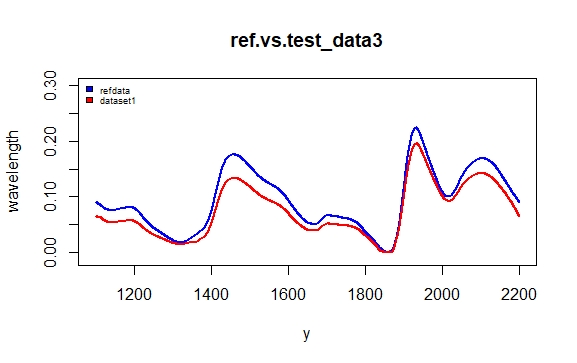 ref.vs.test_data3
refdata
dataset1
wavelength
0.30
0.20
0.10
0.00
1200 1400 1600 1800 2000 2200
y